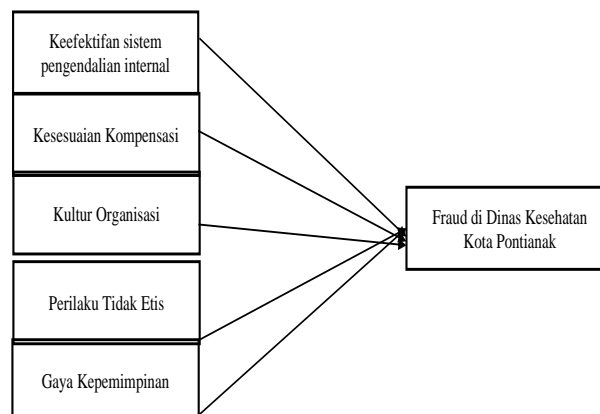 Keefektifan sistem
pengendalian internal
Kesesuaian Kompensasi
Kultur Organisasi
Perilaku Tidak Etis
Gaya Kepemimpinan
Fraud di Dinas Kesehatan
Kota Pontianak